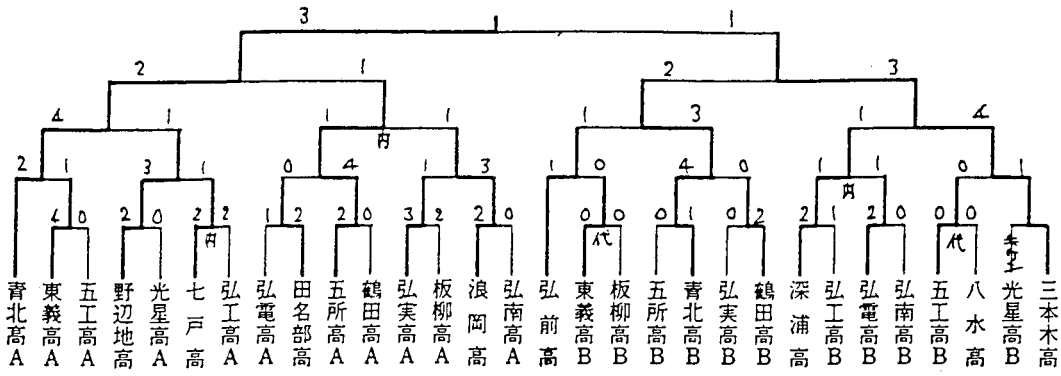 3 1
2 1 2 3
4 1 1 1 1 3 1 4
2 1 3 1 0 4 1 3 内 1 0 4 0 1 1 0 1
4 0 2 0 2 2 1 2 2 0 3 2 2 0 0 0 0 1 0 2 2 1 内 2 0 0 0
内 代 代
青北高A
東義高A
五工高A
野辺地高
光星高A
七戸高
弘工高A
弘電高A
田名部高
五所高A
鶴田高A
弘実高A
板柳高A
浪岡高
弘南高A
弘前高
東義高B
板柳高B
五所高B
青北高B
弘実高B
鶴田高B
深浦高
弘工高B
弘電高B
弘南高B
五工高B
八水高
光星高B
三本木高